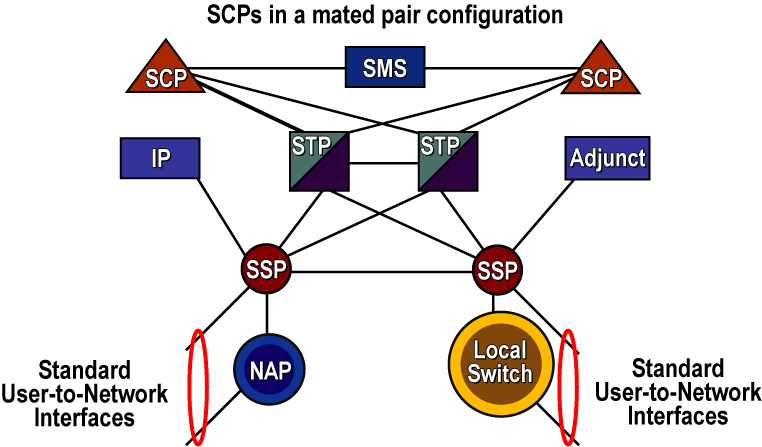 SCPs in a mated pair configuration
SCP
SMS
SCP
STP
STP
IP
Adjunct
SSP
SSP
NAP
Local
Switch
Standard
User-to-Network
Interfaces
Standard
User-to-Network
Interfaces